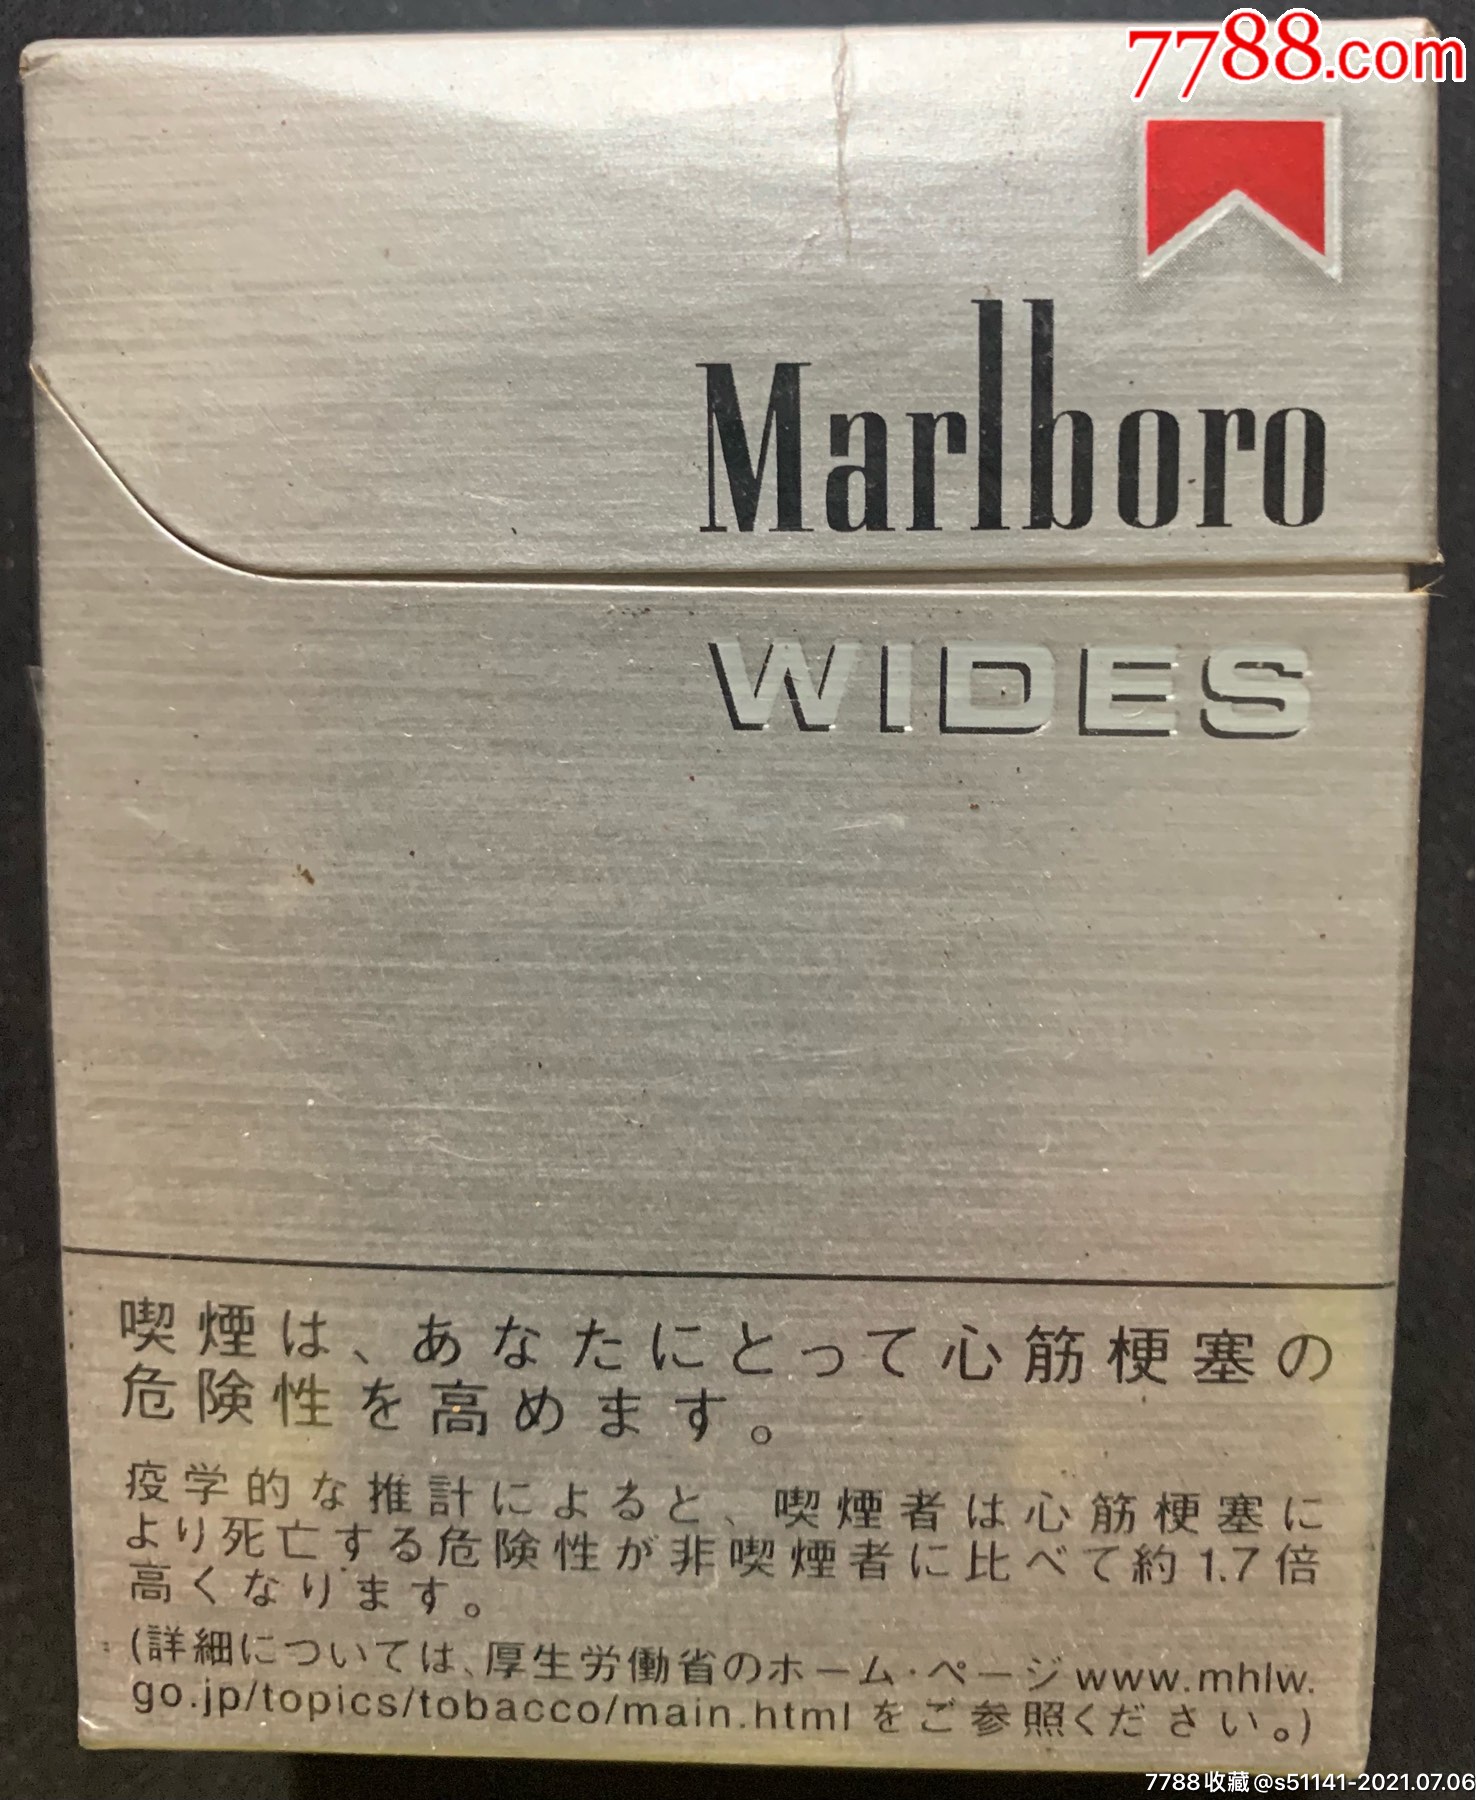 7788.com
Marlboro
WIDES
喫煙は、あなたにとって心筋梗塞の
危険性を高めます。
疫学的な推計によると、喫煙者は心筋梗塞に
より死亡する危険性が非喫煙者に比べて約1.7倍
高くなります。
(詳細については、厚生労働省のホーム・ページwww.mhlw.
go.jp/topics/tobacco/main.htmlをご参照ください。)
7788收藏@s51141-2021.07.06